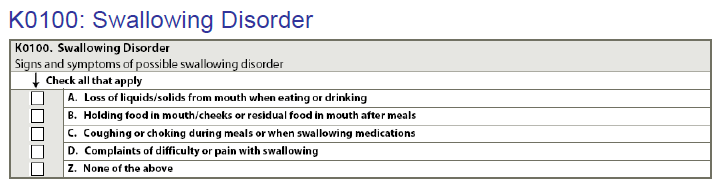 K0100: Swallowing Disorder
K0100. Swallowing Disorder
Signs and symptoms of possible swallowing disorder
↓ Check all that apply
A. Loss of liquids/solids from mouth when eating or drinking
B. Holding food in mouth/cheeks or residual food in mouth after meals
C. Coughing or choking during meals or when swallowing medications
D. Complaints of difficulty or pain with swallowing
Z. None of the above